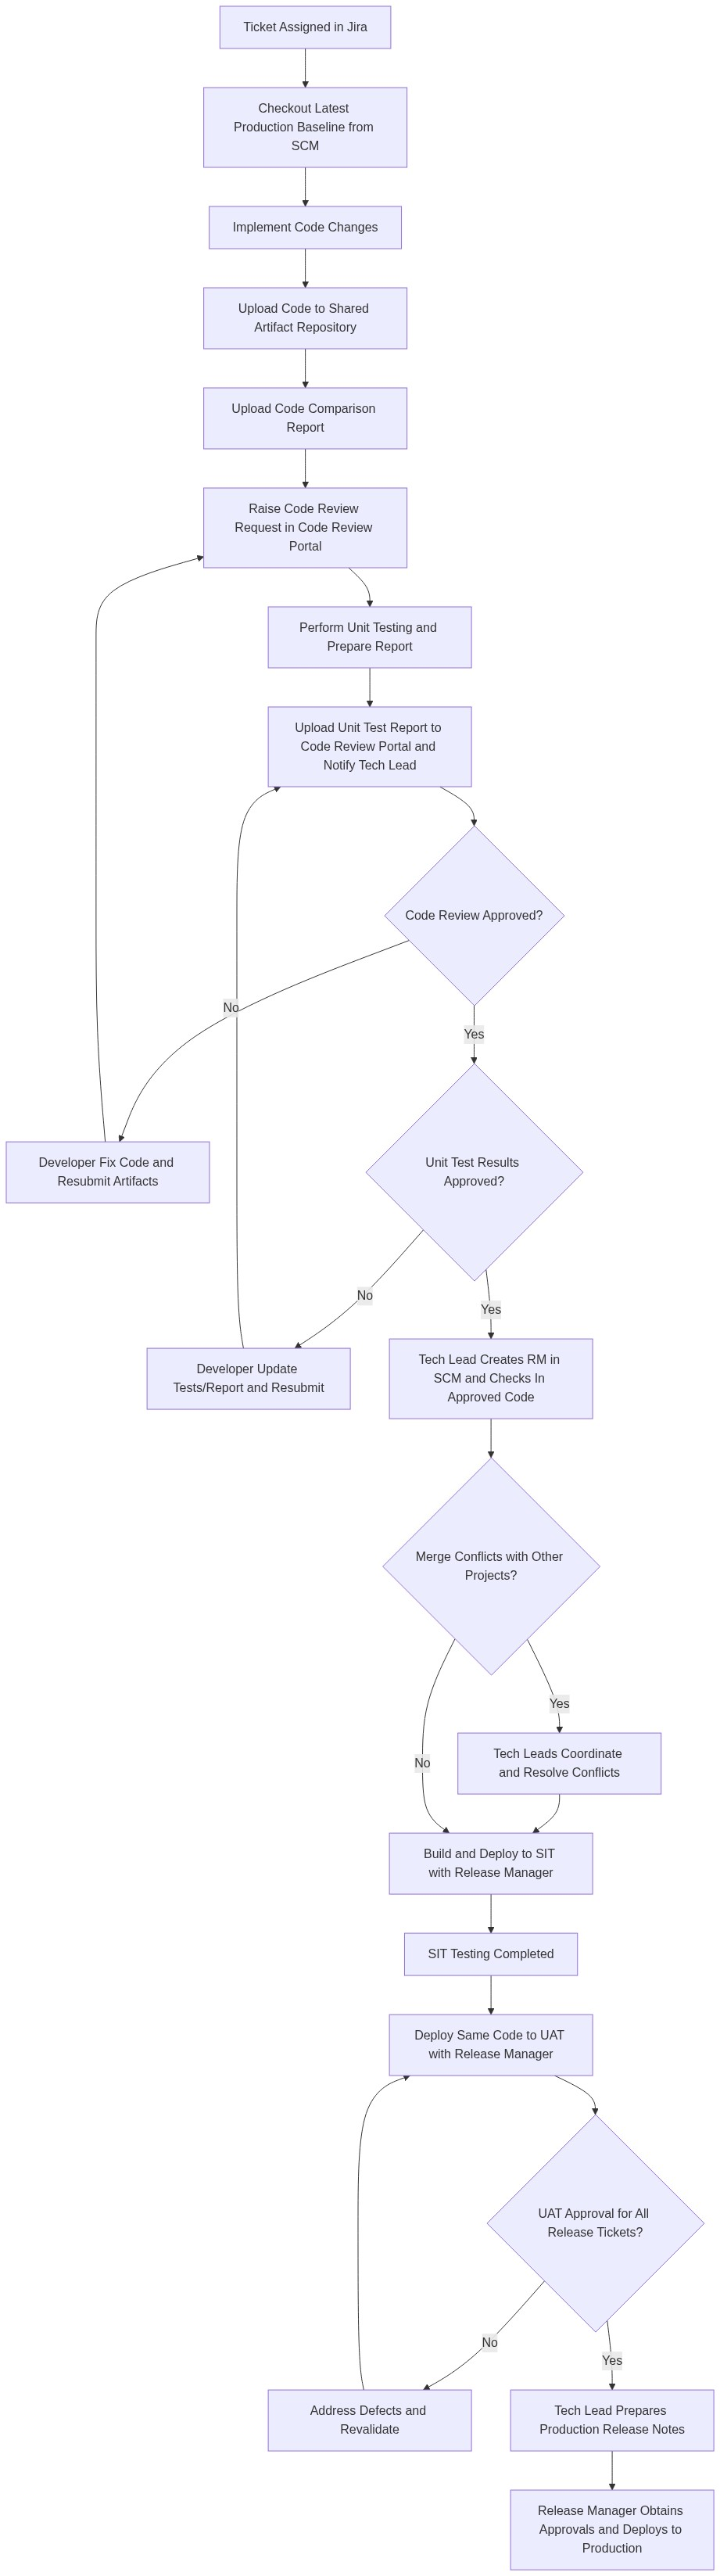 Ticket Assigned in Jira
Checkout Latest
Production Baseline from
SCM
Implement Code Changes
Upload Code to Shared
Artifact Repository
Upload Code Comparison
Report
Raise Code Review
Request in Code Review
Portal
Perform Unit Testing and
Prepare Report
Upload Unit Test Report to
Code Review Portal and
Notify Tech Lead
Code Review Approved?
No
Yes
Developer Fix Code and
Resubmit Artifacts
Unit Test Results
Approved?
No
Yes
Developer Update
Tests/Report and Resubmit
Tech Lead Creates RM in
SCM and Checks In
Approved Code
Merge Conflicts with Other
Projects?
Yes
No
Tech Leads Coordinate
and Resolve Conflicts
Build and Deploy to SIT
with Release Manager
SIT Testing Completed
Deploy Same Code to UAT
with Release Manager
UAT Approval for All
Release Tickets?
No
Yes
Address Defects and
Revalidate
Tech Lead Prepares
Production Release Notes
Release Manager Obtains
Approvals and Deploys to
Production